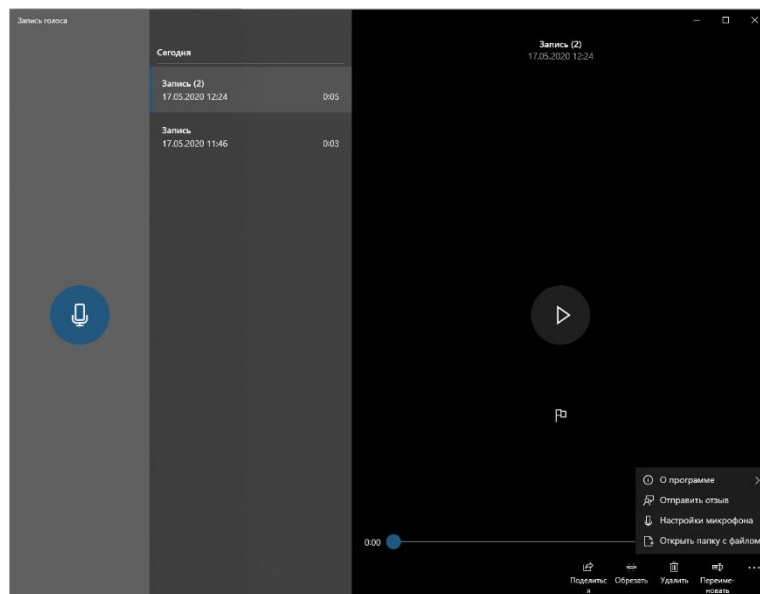 Запись голоса
Сегодня
Запись (2)
17.05.2020 12:24 0:05
Запись
17.05.2020 11:46 0:03
Запись (2)
17.05.2020 12:24
О программе
Отправить отзыв
Настройки микрофона
Открыть папку с файлом
0:00
Поделитьс
я
Обрезать
Удалить
Переиме-
новать